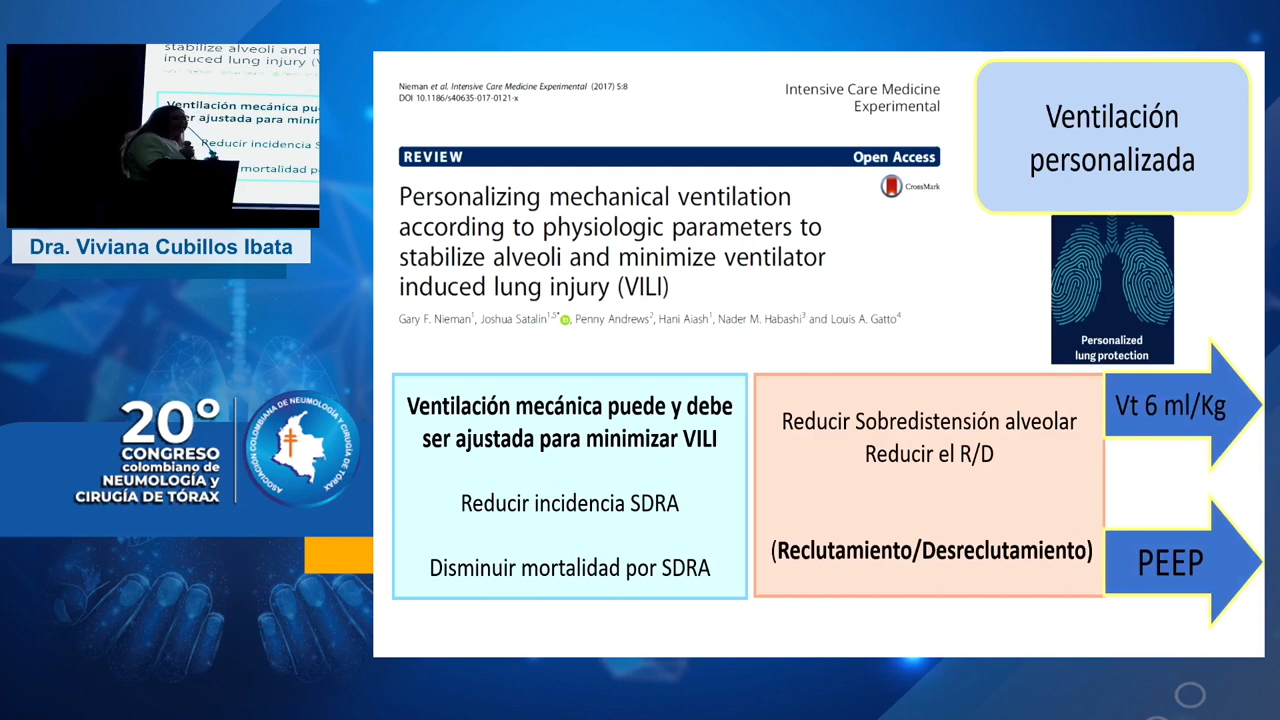 stabilize alveoli and m
induced lung injury (V
Ventilación mecánica pu
ser ajustada para minim
Reducir incidencia S
mortalidad po
Dra. Viviana Cubillos Ibata
20º
CONGRESO
colombiano de
NEUMOLOGÍA y
CIRUGÍA DE TÓRAX
ASOCIACIÓN COLOMBIANA DE NEUMOLOGÍA Y CIRUGÍA DE TÓRAX
Nieman et al. Intensive Care Medicine Experimental (2017) 5:8
DOI 10.1186/s40635-017-0121-x
Intensive Care Medicine
Experimental
REVIEW
Open Access
CrossMark
Personalizing mechanical ventilation
according to physiologic parameters to
stabilize alveoli and minimize ventilator
induced lung injury (VILI)
Gary F. Nieman1, Joshua Satalin1,5*, Penny Andrews2, Hani Aiash1, Nader M. Habashi3 and Louis A. Gatto4
Ventilación
personalizada
Personalized
lung protection
Ventilación mecánica puede y debe
ser ajustada para minimizar VILI
Reducir incidencia SDRA
Disminuir mortalidad por SDRA
Reducir Sobredistensión alveolar
Reducir el R/D
(Reclutamiento/Desreclutamiento)
Vt 6 ml/Kg
PEEP